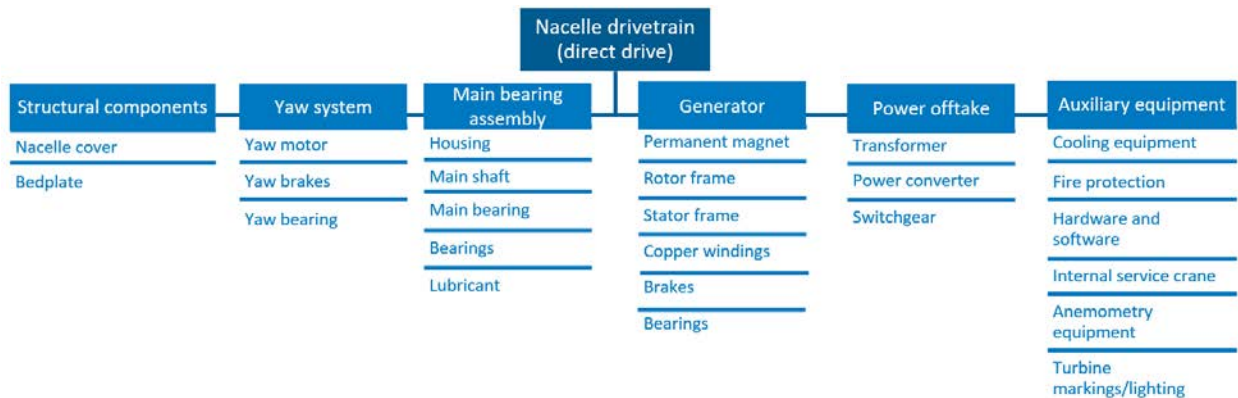 Nacelle drivetrain
(direct drive)
Structural components
Nacelle cover
Bedplate
Yaw system
Yaw motor
Yaw brakes
Yaw bearing
Main bearing
assembly
Housing
Main shaft
Main bearing
Bearings
Lubricant
Generator
Permanent magnet
Rotor frame
Stator frame
Copper windings
Brakes
Bearings
Power offtake
Transformer
Power converter
Switchgear
Auxiliary equipment
Cooling equipment
Fire protection
Hardware and
software
Internal service crane
Anemometry
equipment
Turbine
markings/lighting